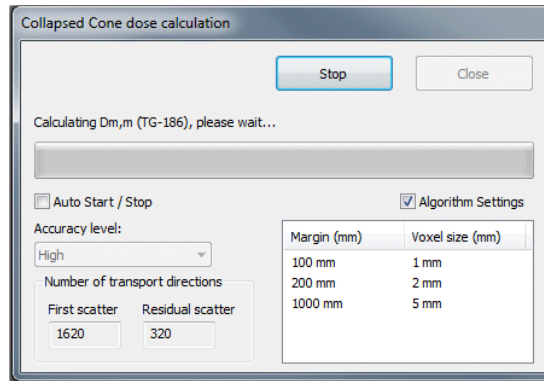 Collapsed Cone dose calculation
Stop Close
Calculating Dm,m (TG-186), please wait...
Auto Start / Stop
Algorithm Settings
Accuracy level:
High
Number of transport directions
First scatter Residual scatter
1620 320
Margin (mm) Voxel size (mm)
100 mm 1 mm
200 mm 2 mm
1000 mm 5 mm